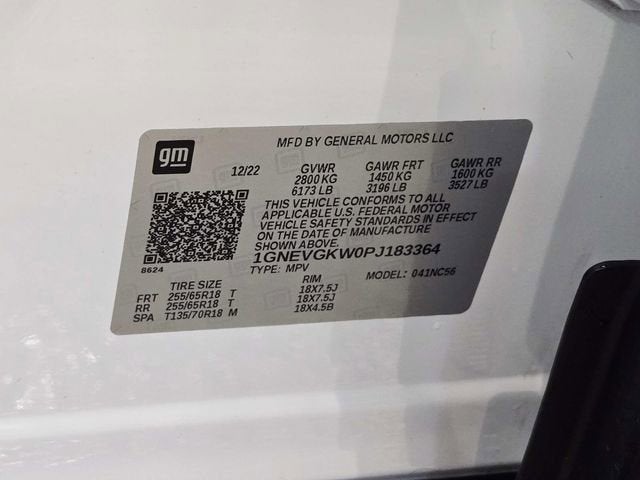 gm
MFD BY GENERAL MOTORS LLC
12/22 GVWR GAWR FRT GAWR RR
2800 KG 1450 KG 1600 KG
6173 LB 3196 LB 3527 LB
THIS VEHICLE CONFORMS TO ALL
APPLICABLE U.S. FEDERAL MOTOR
VEHICLE SAFETY STANDARDS IN EFFECT
ON THE DATE OF MANUFACTURE
SHOWN ABOVE.
1GNEVGKW0PJ183364
8624
TYPE: MPV MODEL: 041NC56
TIRE SIZE RIM
FRT 255/65R18 T 18X7.5J
RR 255/65R18 T 18X7.5J
SPA T135/70R18 M 18X4.5B